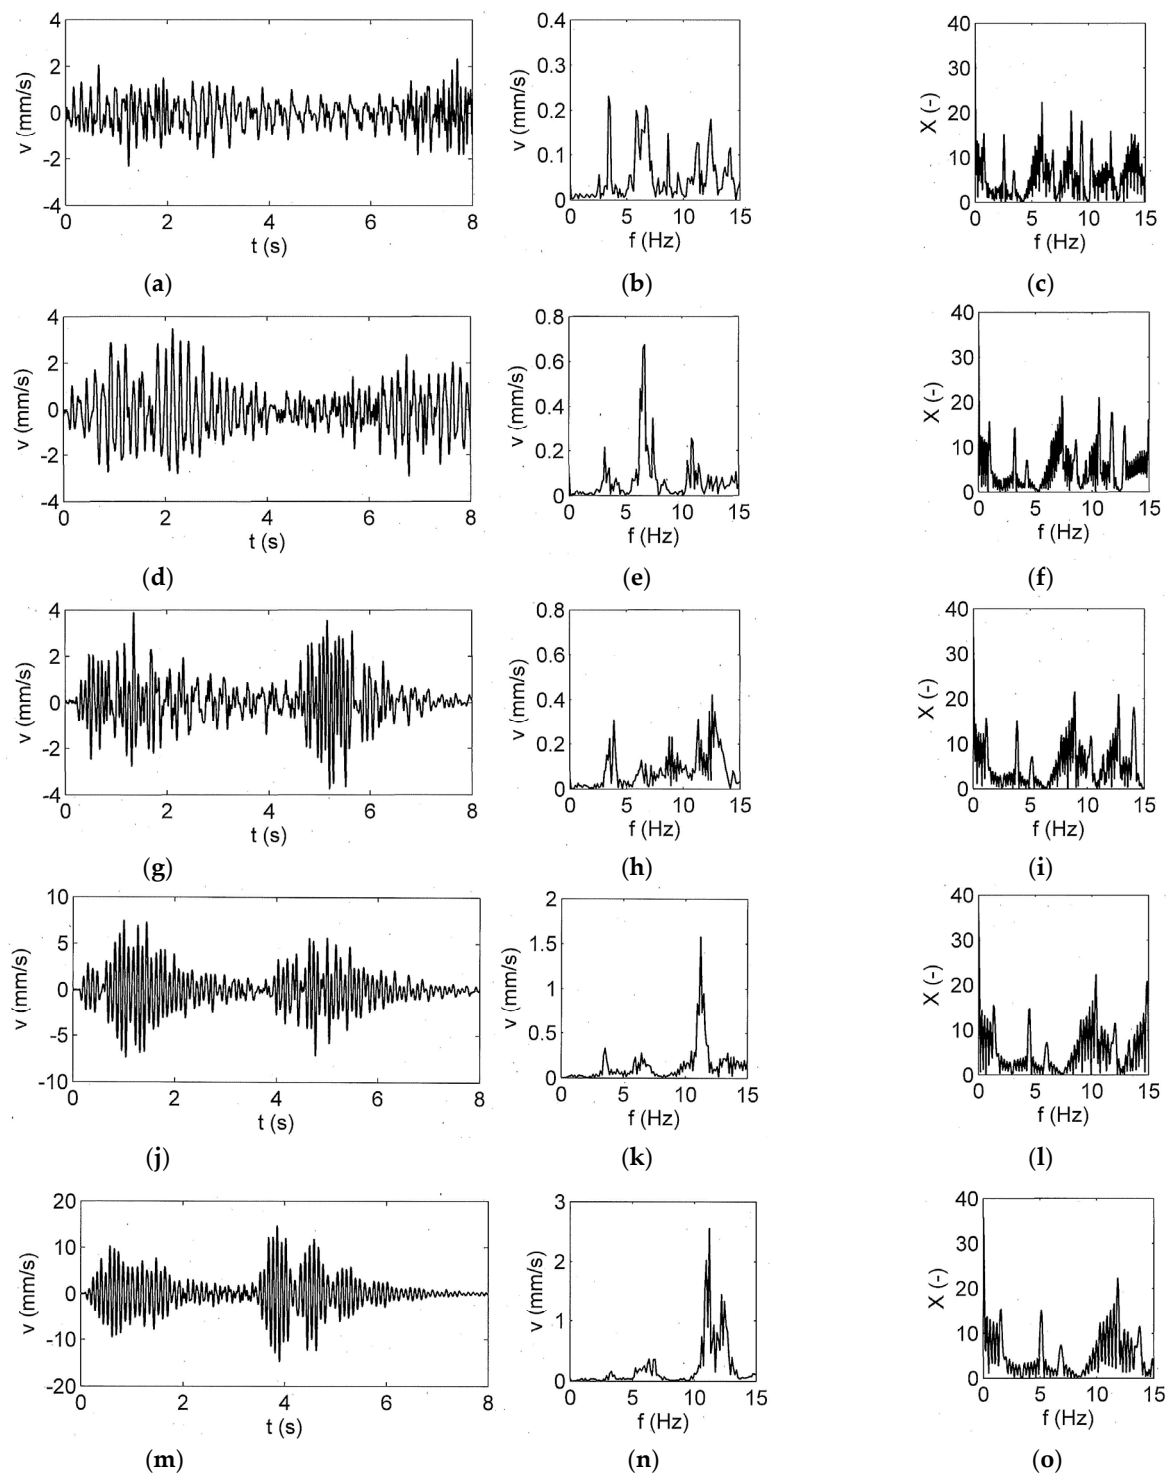 4
2
0
-2
-4
v (mm/s)
0 2 4 6 8
t (s)
(a)
0.4
0.3
0.2
0.1
0
v (mm/s)
0 5 10 15
f (Hz)
(b)
40
30
20
10
0
X (-)
0 5 10 15
f (Hz)
(c)
4
2
0
-2
-4
v (mm/s)
0 2 4 6 8
t (s)
(d)
0.8
0.6
0.4
0.2
0
v (mm/s)
0 5 10 15
f (Hz)
(e)
40
30
20
10
0
X (-)
0 5 10 15
f (Hz)
(f)
4
2
0
-2
-4
v (mm/s)
0 2 4 6 8
t (s)
(g)
0.8
0.6
0.4
0.2
0
v (mm/s)
0 5 10 15
f (Hz)
(h)
40
30
20
10
0
X (-)
0 5 10 15
f (Hz)
(i)
10
5
0
-5
-10
v (mm/s)
0 2 4 6 8
t (s)
(j)
2
1.5
1
0.5
0
v (mm/s)
0 5 10 15
f (Hz)
(k)
40
30
20
10
0
X (-)
0 5 10 15
f (Hz)
(l)
20
10
0
-10
-20
v (mm/s)
0 2 4 6 8
t (s)
(m)
3
2
1
0
v (mm/s)
0 5 10 15
f (Hz)
(n)
40
30
20
10
0
X (-)
0 5 10 15
f (Hz)
(o)